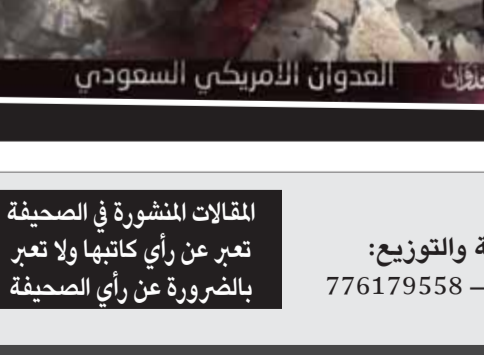 العدوان الأمريكي السعودي
ـة والتوزيع:
— 776179558
المقالات المنشورة في الصحيفة
تعبر عن رأي كاتبها ولا تعبر
بالضرورة عن رأي الصحيفة